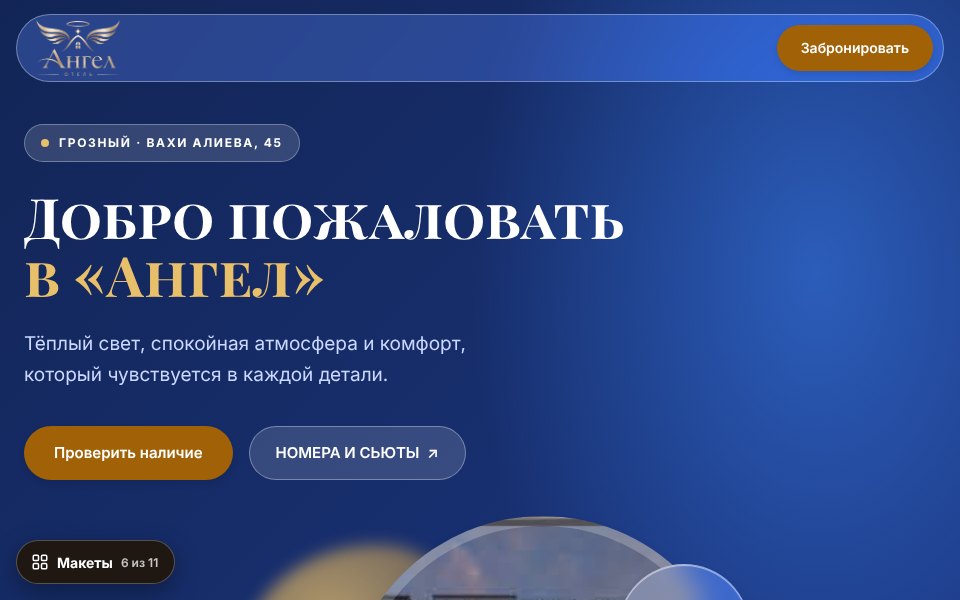 Ангел
ОТЕЛЬ
Забронировать
ГРОЗНЫЙ · ВАХИ АЛИЕВА, 45
ДОБРО ПОЖАЛОВАТЬ
В «АНГЕЛ»
Тёплый свет, спокойная атмосфера и комфорт,
который чувствуется в каждой детали.
Проверить наличие
НОМЕРА И СЬЮТЫ ↗
Макеты 6 из 11